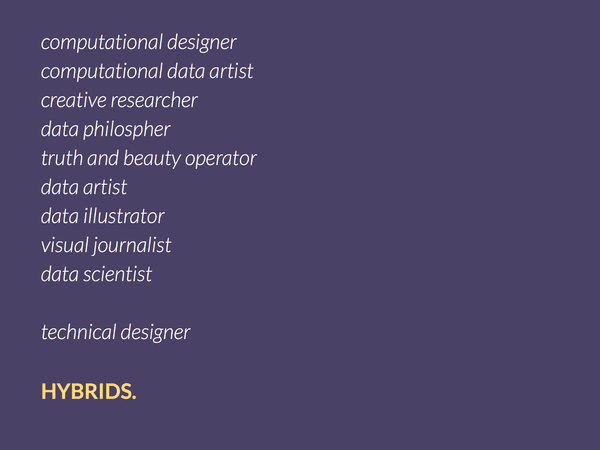 computational designer
computational data artist
creative researcher
data philospher
truth and beauty operator
data artist
data illustrator
visual journalist
data scientist
technical designer
HYBRIDS.